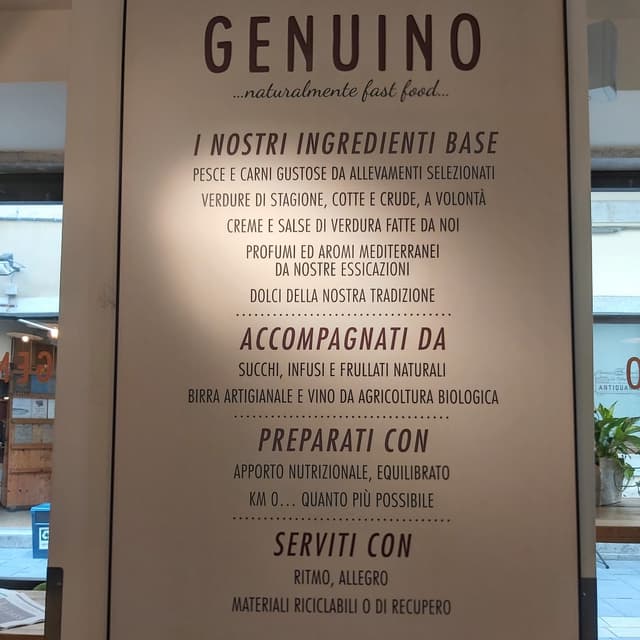 GENUINO
...naturalmente fast food...
I NOSTRI INGREDIENTI BASE
PESCE E CARNI GUSTOSE DA ALLEVAMENTI SELEZIONATI
VERDURE DI STAGIONE, COTTE E CRUDE, A VOLONTÀ
CREME E SALSE DI VERDURA FATTE DA NOI
PROFUMI ED AROMI MEDITERRANEI
DA NOSTRE ESSICAZIONI
DOLCI DELLA NOSTRA TRADIZIONE
ACCOMPAGNATI DA
SUCCHI, INFUSI E FRULLATI NATURALI
BIRRA ARTIGIANALE E VINO DA AGRICOLTURA BIOLOGICA
PREPARATI CON
APPORTO NUTRIZIONALE, EQUILIBRATO
KM 0... QUANTO PIÙ POSSIBILE
SERVITI CON
RITMO, ALLEGRO
MATERIALI RICICLABILI O DI RECUPERO